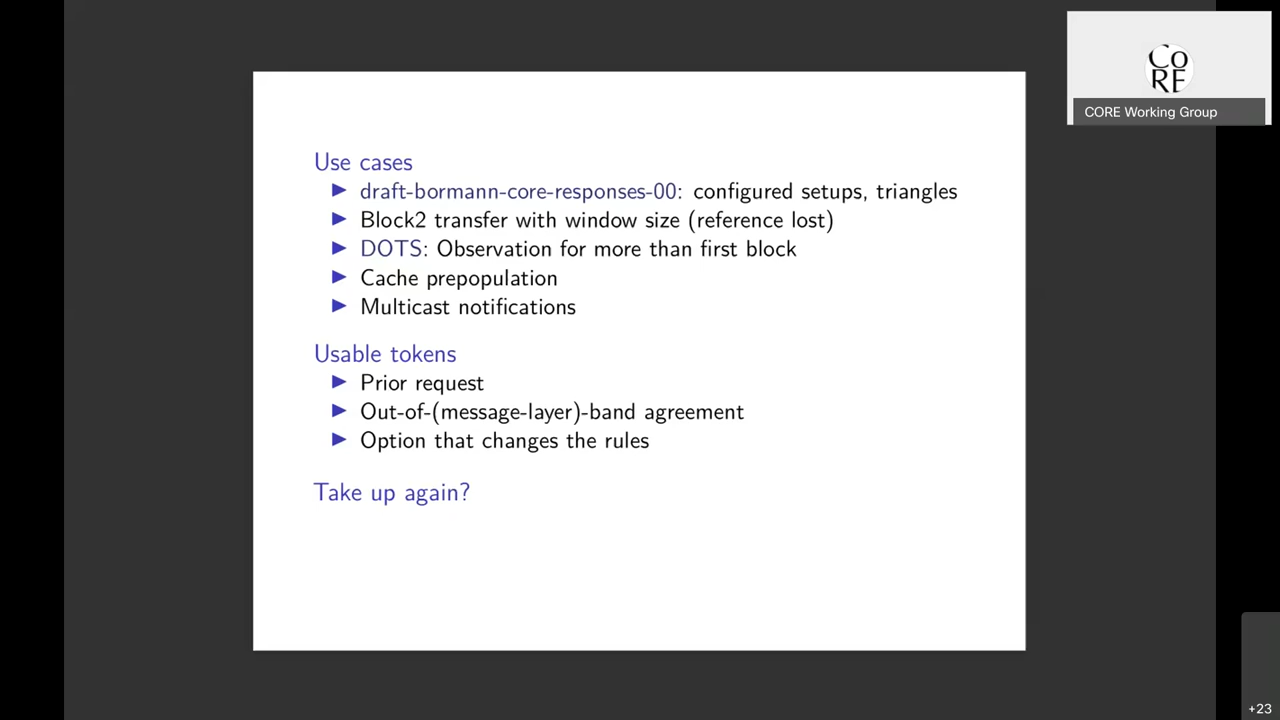 Use cases
▶ draft-bormann-core-responses-00: configured setups, triangles
▶ Block2 transfer with window size (reference lost)
▶ DOTS: Observation for more than first block
▶ Cache prepopulation
▶ Multicast notifications
Usable tokens
▶ Prior request
▶ Out-of-(message-layer)-band agreement
▶ Option that changes the rules
Take up again?
CO
RE
CORE Working Group
+23